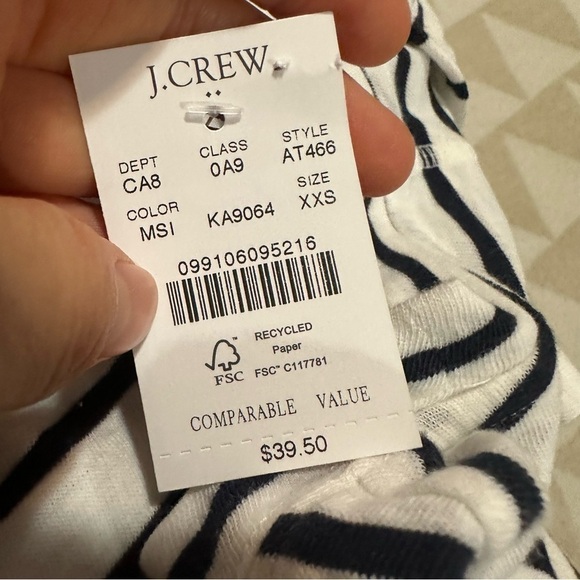 J.CREW
DEPT CLASS STYLE
CA8 0A9 AT466
COLOR SIZE
MSI KA9064 XXS
099106095216
RECYCLED
Paper
FSC™ C117781
FSC
COMPARABLE VALUE
$39.50